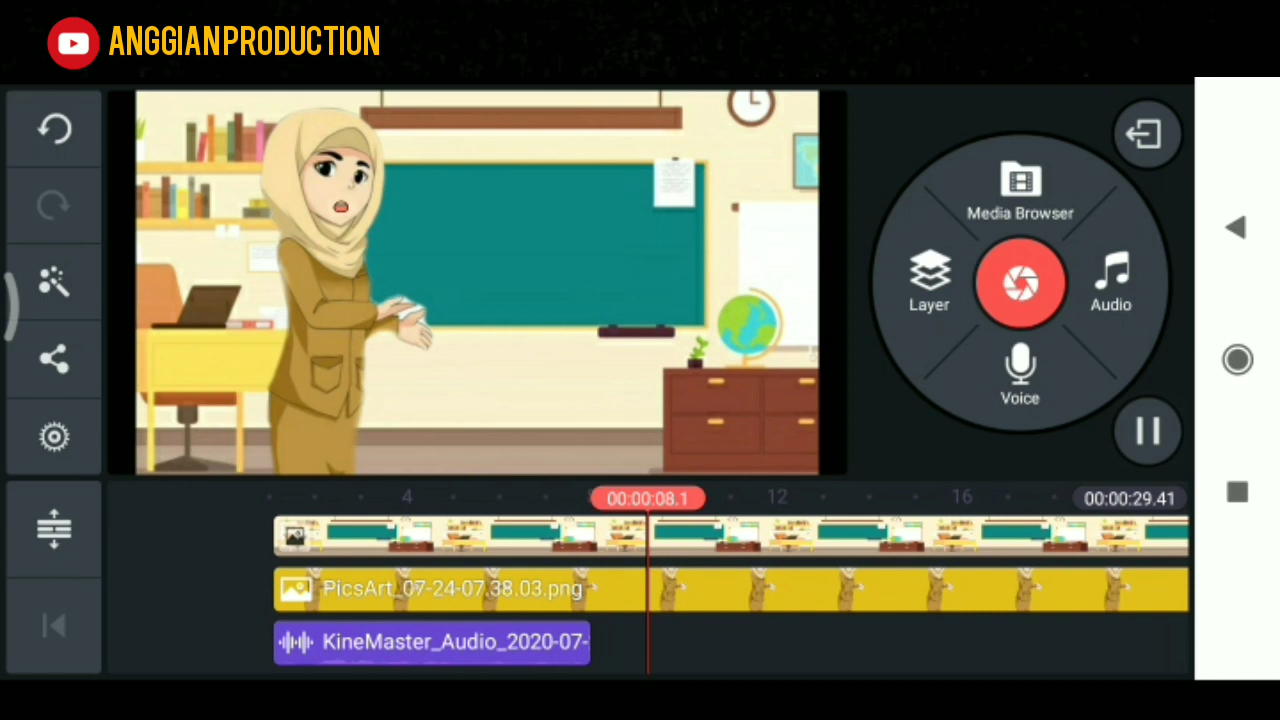 ANGGIANPRODUCTION
Media Browser
Layer
Audio
Voice
4
00:00:08.1
12
16
00:00:29.41
PicsArt_07-24-07.38.03.png
KineMaster_Audio_2020-07-